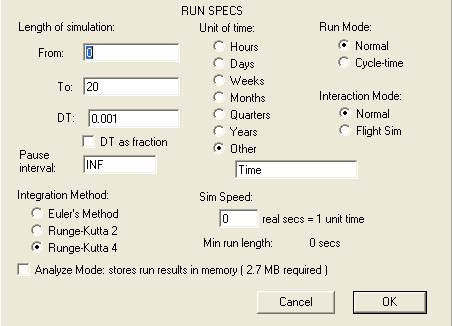 RUN SPECS
Length of simulation:
From: 0
To: 20
DT: 0.001
DT as fraction
Pause interval: INF
Unit of time:
Hours
Days
Weeks
Months
Quarters
Years
Other
Time
Run Mode:
Normal
Cycle-time
Interaction Mode:
Normal
Flight Sim
Integration Method:
Euler's Method
Runge-Kutta 2
Runge-Kutta 4
Sim Speed:
0 real secs = 1 unit time
Min run length: 0 secs
Analyze Mode: stores run results in memory ( 2.7 MB required )
Cancel
OK